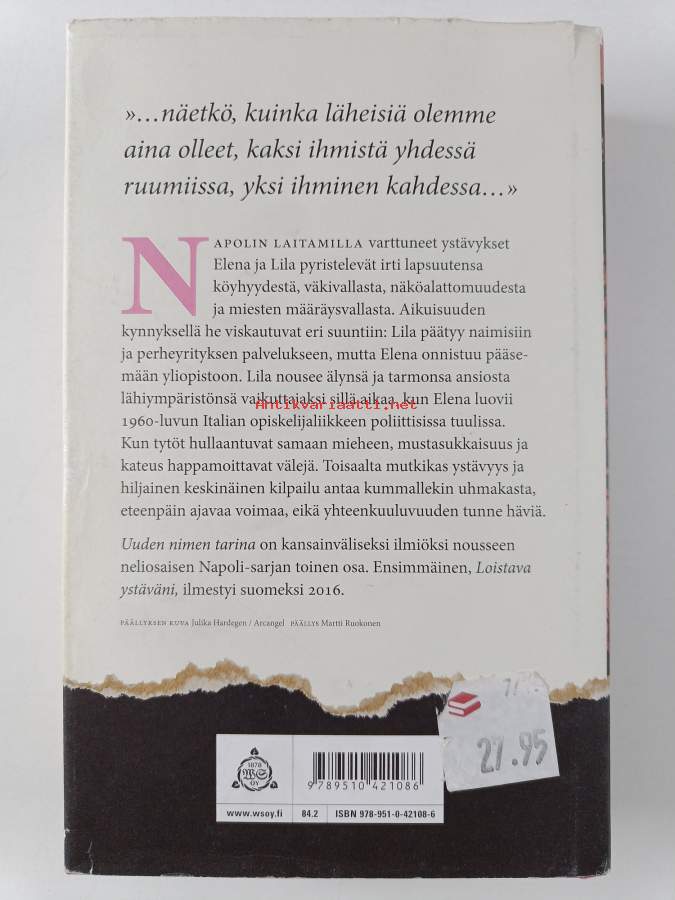 »…näetkö, kuinka läheisiä olemme
aina olleet, kaksi ihmistä yhdessä
ruumiissa, yksi ihminen kahdessa…»
NAPOLIN LAITAMILLA varttuneet ystävykset
Elena ja Lila pyristelevät irti lapsuutensa
köyhyydestä, väkivallasta, näköalattomuudesta
ja miesten määräysvallasta. Aikuisuuden
kynnyksellä he viskautuvat eri suuntiin: Lila päätyy naimisiin
ja perheyrityksen palvelukseen, mutta Elena onnistuu pääse-
mään yliopistoon. Lila nousee älynsä ja tarmonsa ansiosta
lähiympäristönsä vaikuttajaksi sillä aikaa, kun Elena luovii
Antikvariaatti.net
1960-luvun Italian opiskelijaliikkeen poliittisissa tuulissa.
Kun tytöt hullaantuvat samaan mieheen, mustasukkaisuus ja
kateus happamoittavat välejä. Toisaalta mutkikas ystävyys ja
hiljainen keskinäinen kilpailu antaa kummallekin uhmakasta,
eteenpäin ajavaa voimaa, eikä yhteenkuuluvuuden tunne häviä.
Uuden nimen tarina on kansainväliseksi ilmiöksi nousseen
neliosaisen Napoli-sarjan toinen osa. Ensimmäinen, Loistava
ystäväni, ilmestyi suomeksi 2016.
PÄÄLLYKSEN KUVA Julika Hardegen / Arcangel PÄÄLLYS Martti Ruokonen
27.95
1878
WS
OY
9 789510 421086
www.wsoy.fi 84.2 ISBN 978-951-0-42108-6